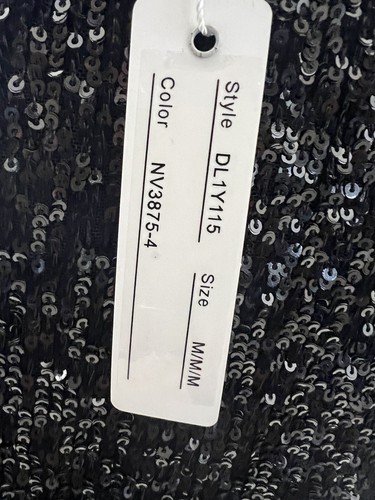 Style DL1Y115 Size M/M/M
Color NV3875-4